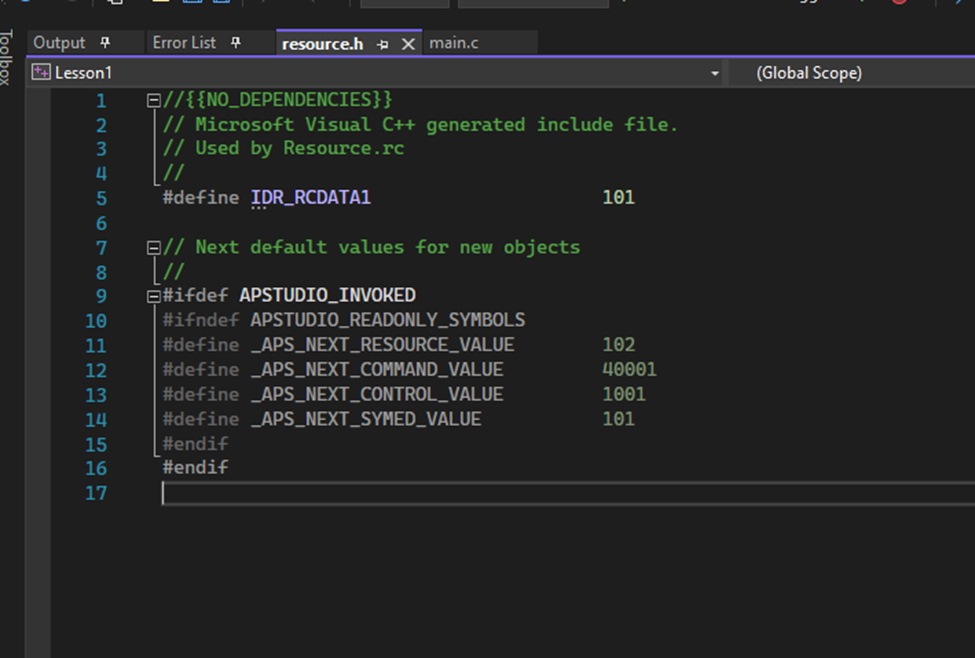 Toolbox
Output Error List resource.h main.c
Lesson1 (Global Scope)
1 //{{NO_DEPENDENCIES}}
2 // Microsoft Visual C++ generated include file.
3 // Used by Resource.rc
4 //
5 #define IDR_RCDATA1 101
6
7 // Next default values for new objects
8 //
9 #ifdef APSTUDIO_INVOKED
10 #ifndef APSTUDIO_READONLY_SYMBOLS
11 #define _APS_NEXT_RESOURCE_VALUE 102
12 #define _APS_NEXT_COMMAND_VALUE 40001
13 #define _APS_NEXT_CONTROL_VALUE 1001
14 #define _APS_NEXT_SYMED_VALUE 101
15 #endif
16 #endif
17